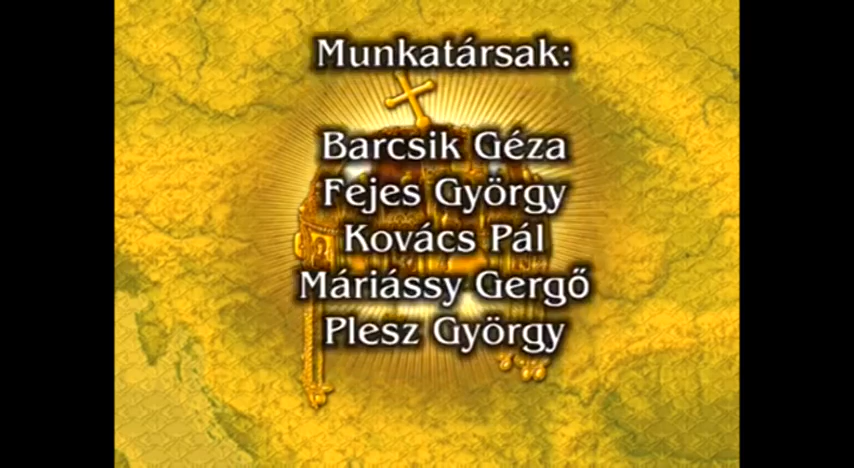 Munkatársak:
Barcsik Géza
Fejes György
Kovács Pál
Máriássy Gergő
Plesz György